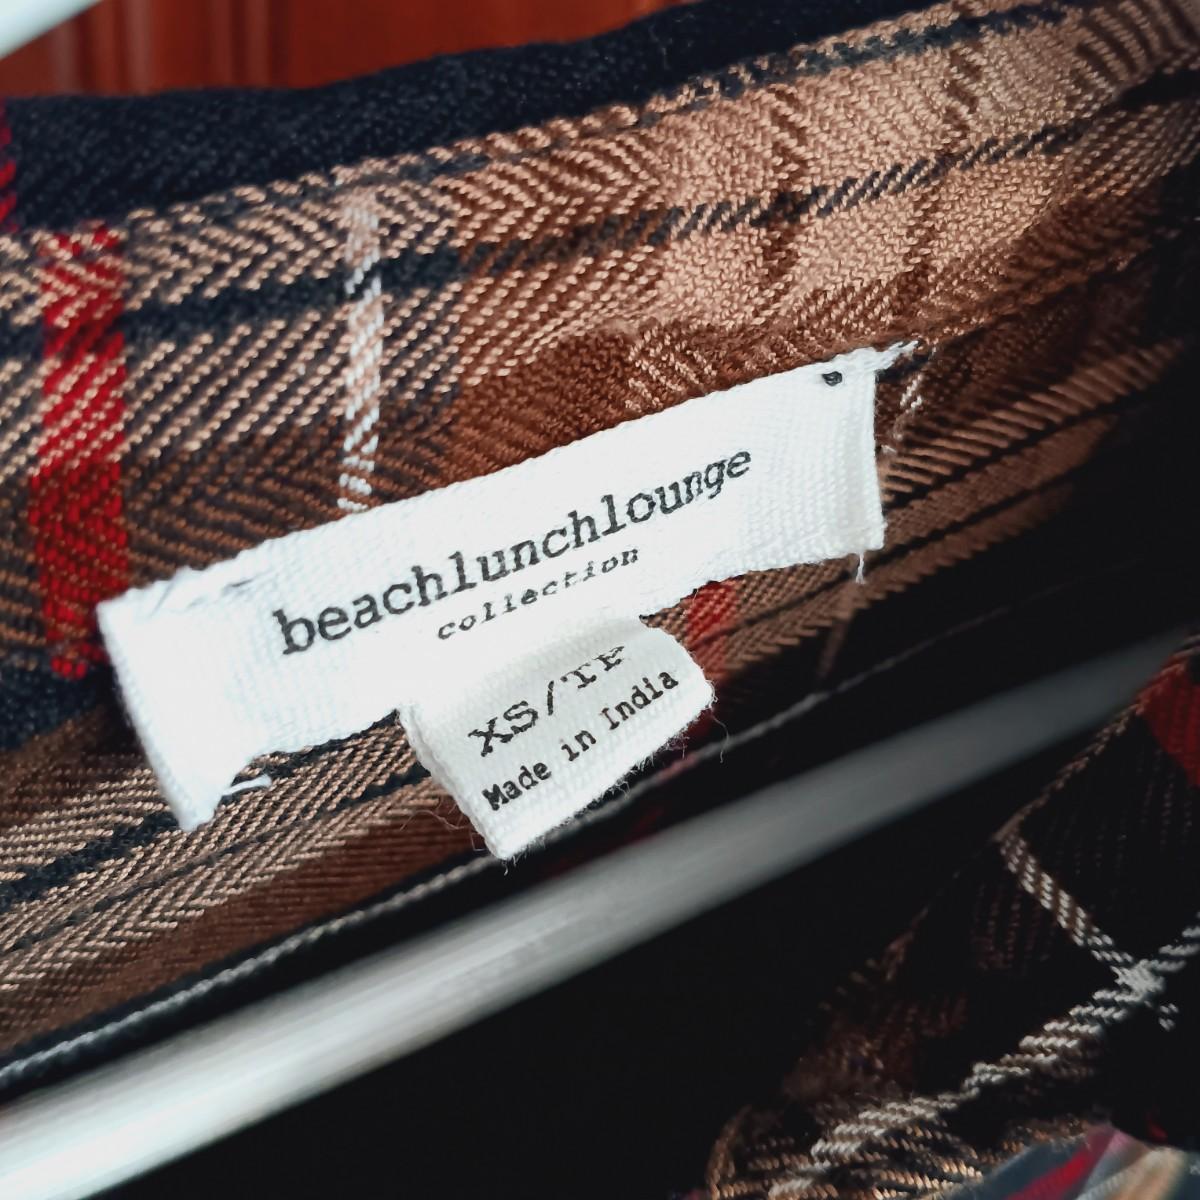 beachlunchlounge
collection
XS/TP
Made in India